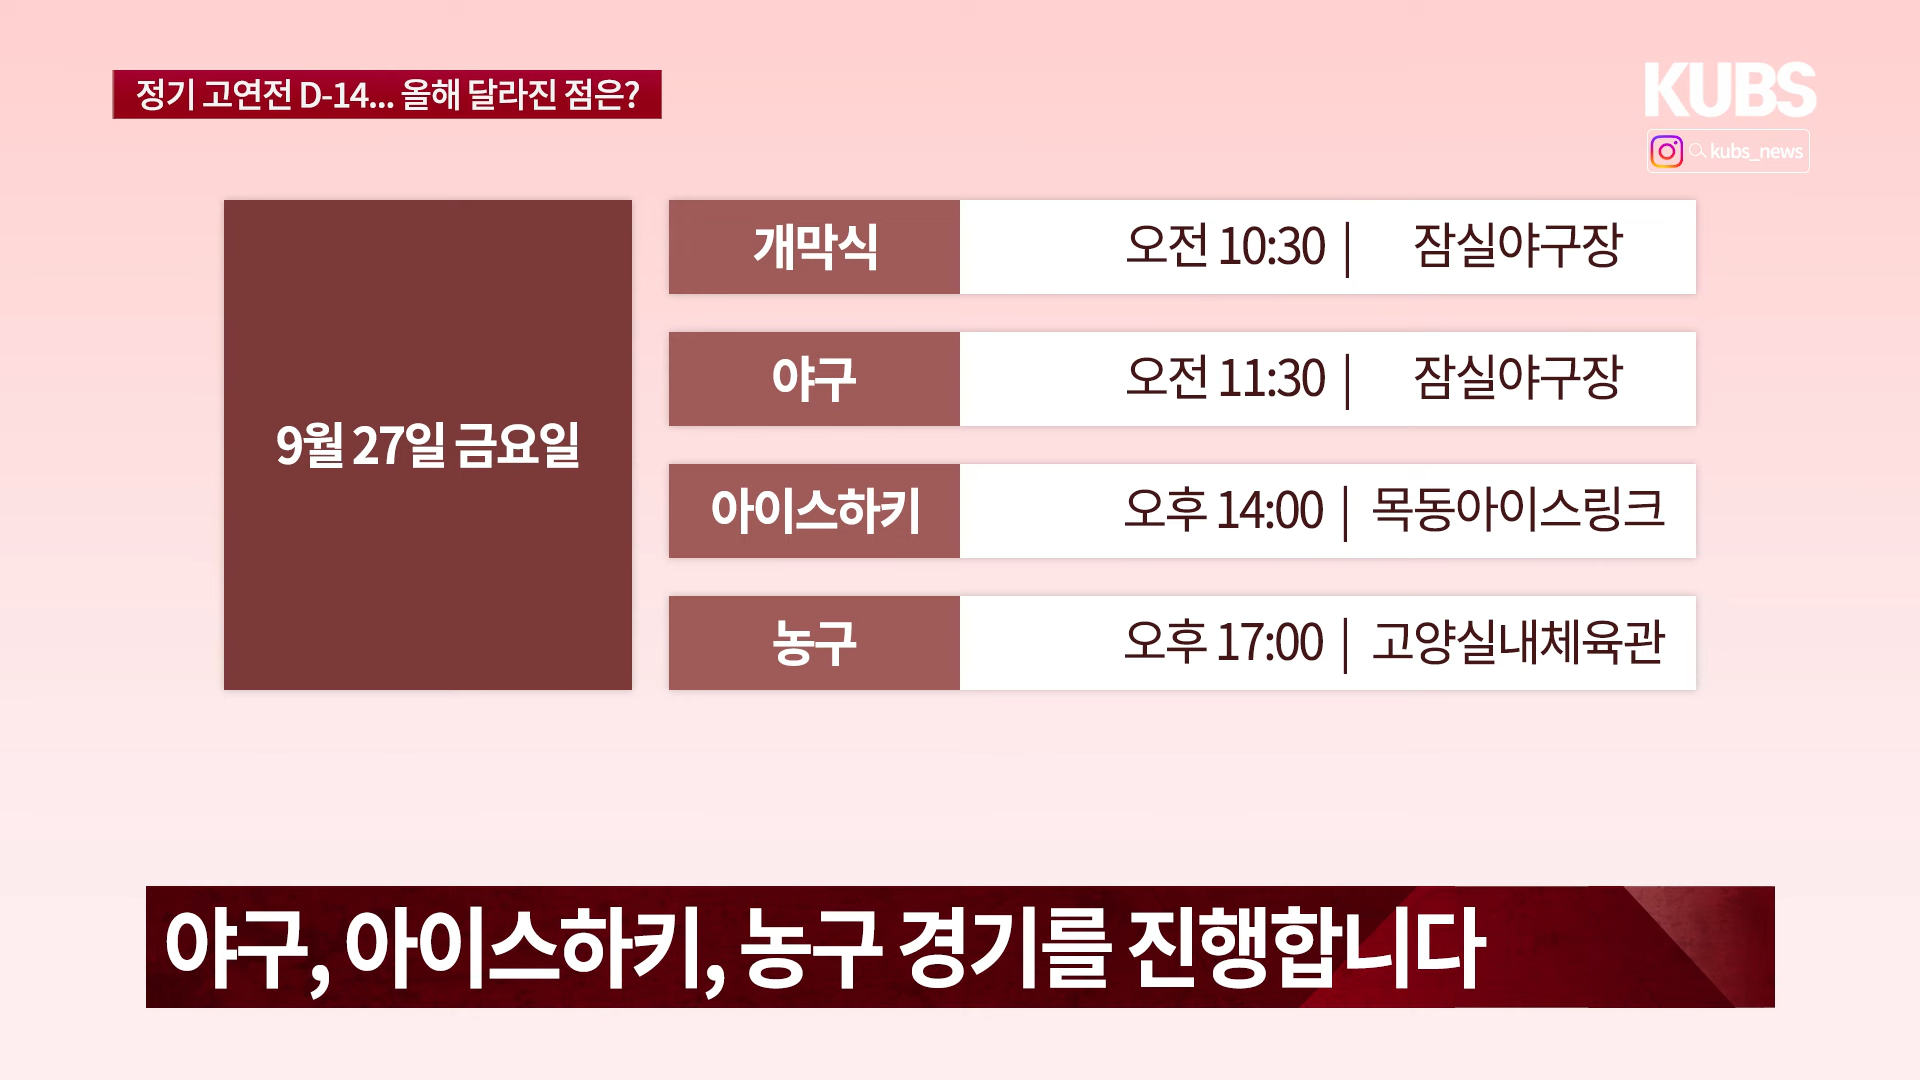 정기 고연전 D-14... 올해 달라진 점은?
KUBS
kubs_news
9월 27일 금요일
개막식 오전 10:30 | 잠실야구장
야구 오전 11:30 | 잠실야구장
아이스하키 오후 14:00 | 목동아이스링크
농구 오후 17:00 | 고양실내체육관
야구, 아이스하키, 농구 경기를 진행합니다